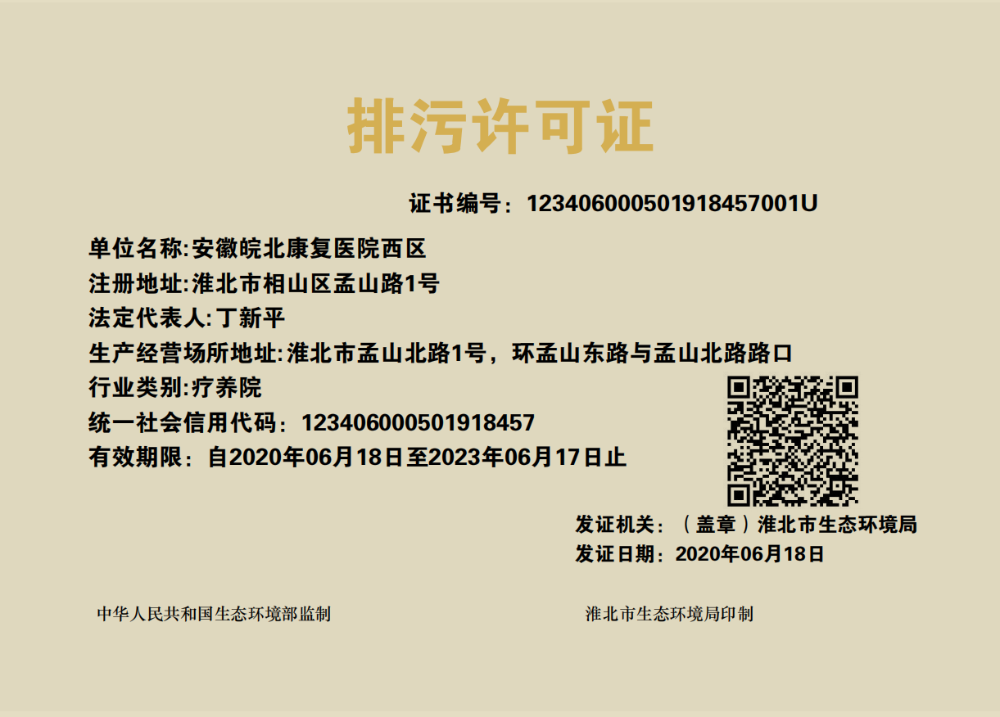 排污许可证
证书编号：123406000501918457001U
单位名称:安徽皖北康复医院西区
注册地址:淮北市相山区孟山路1号
法定代表人:丁新平
生产经营场所地址:淮北市孟山北路1号，环孟山东路与孟山北路路口
行业类别:疗养院
统一社会信用代码：123406000501918457
有效期限：自2020年06月18日至2023年06月17日止
发证机关：（盖章）淮北市生态环境局
发证日期：2020年06月18日
中华人民共和国生态环境部监制
淮北市生态环境局印制